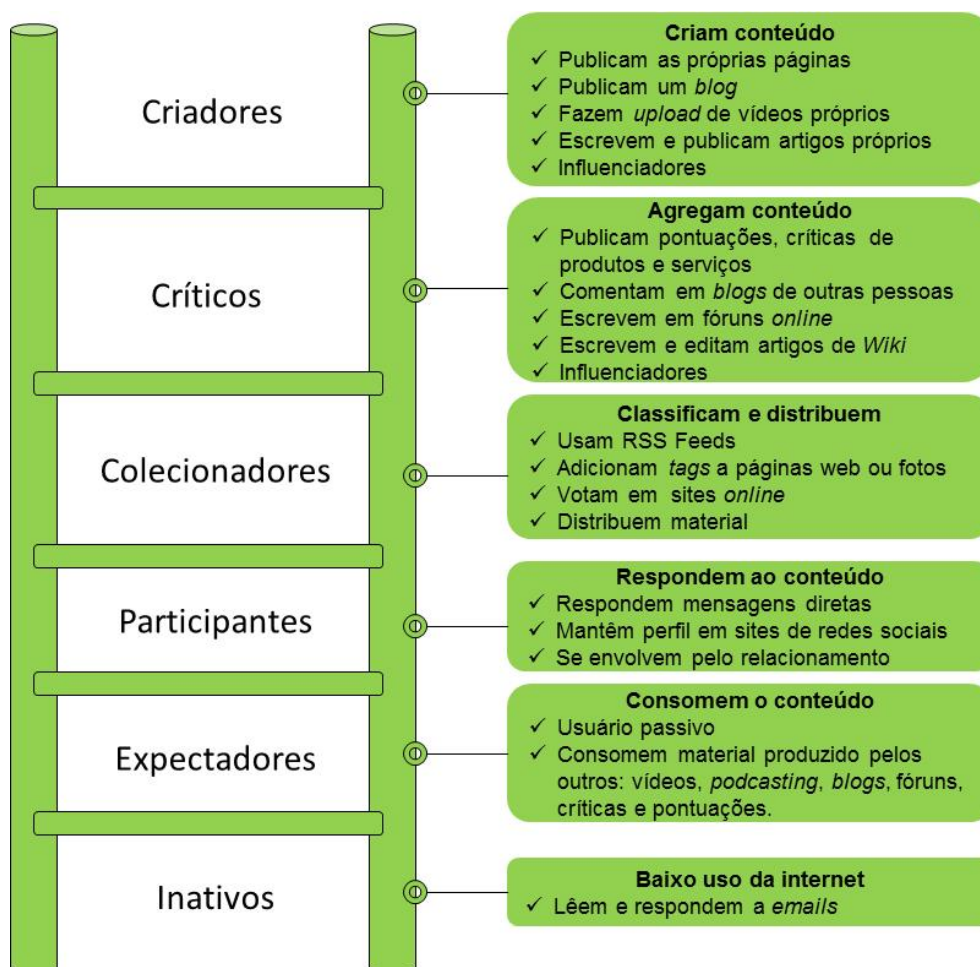 Criadores
Criam conteúdo
✓ Publicam as próprias páginas
✓ Publicam um blog
✓ Fazem upload de vídeos próprios
✓ Escrevem e publicam artigos próprios
✓ Influenciadores
Críticos
Agregam conteúdo
✓ Publicam pontuações, críticas de
produtos e serviços
✓ Comentam em blogs de outras pessoas
✓ Escrevem em fóruns online
✓ Escrevem e editam artigos de Wiki
✓ Influenciadores
Colecionadores
Classificam e distribuem
✓ Usam RSS Feeds
✓ Adicionam tags a páginas web ou fotos
✓ Votam em sites online
✓ Distribuem material
Participantes
Respondem ao conteúdo
✓ Respondem mensagens diretas
✓ Mantêm perfil em sites de redes sociais
✓ Se envolvem pelo relacionamento
Expectadores
Consomem o conteúdo
✓ Usuário passivo
✓ Consomem material produzido pelos
outros: vídeos, podcasting, blogs, fóruns,
críticas e pontuações.
Inativos
Baixo uso da internet
✓ Lêem e respondem a emails